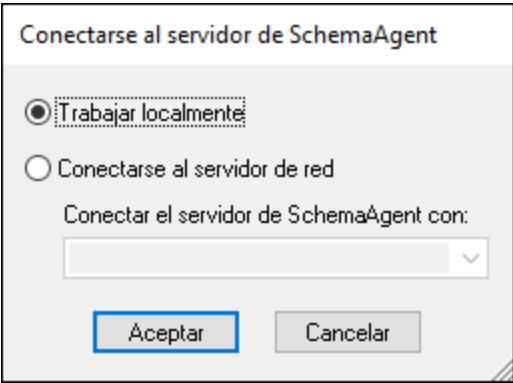 Conectarse al servidor de SchemaAgent
Trabajar localmente
Conectarse al servidor de red
Conectar el servidor de SchemaAgent con:
Aceptar
Cancelar